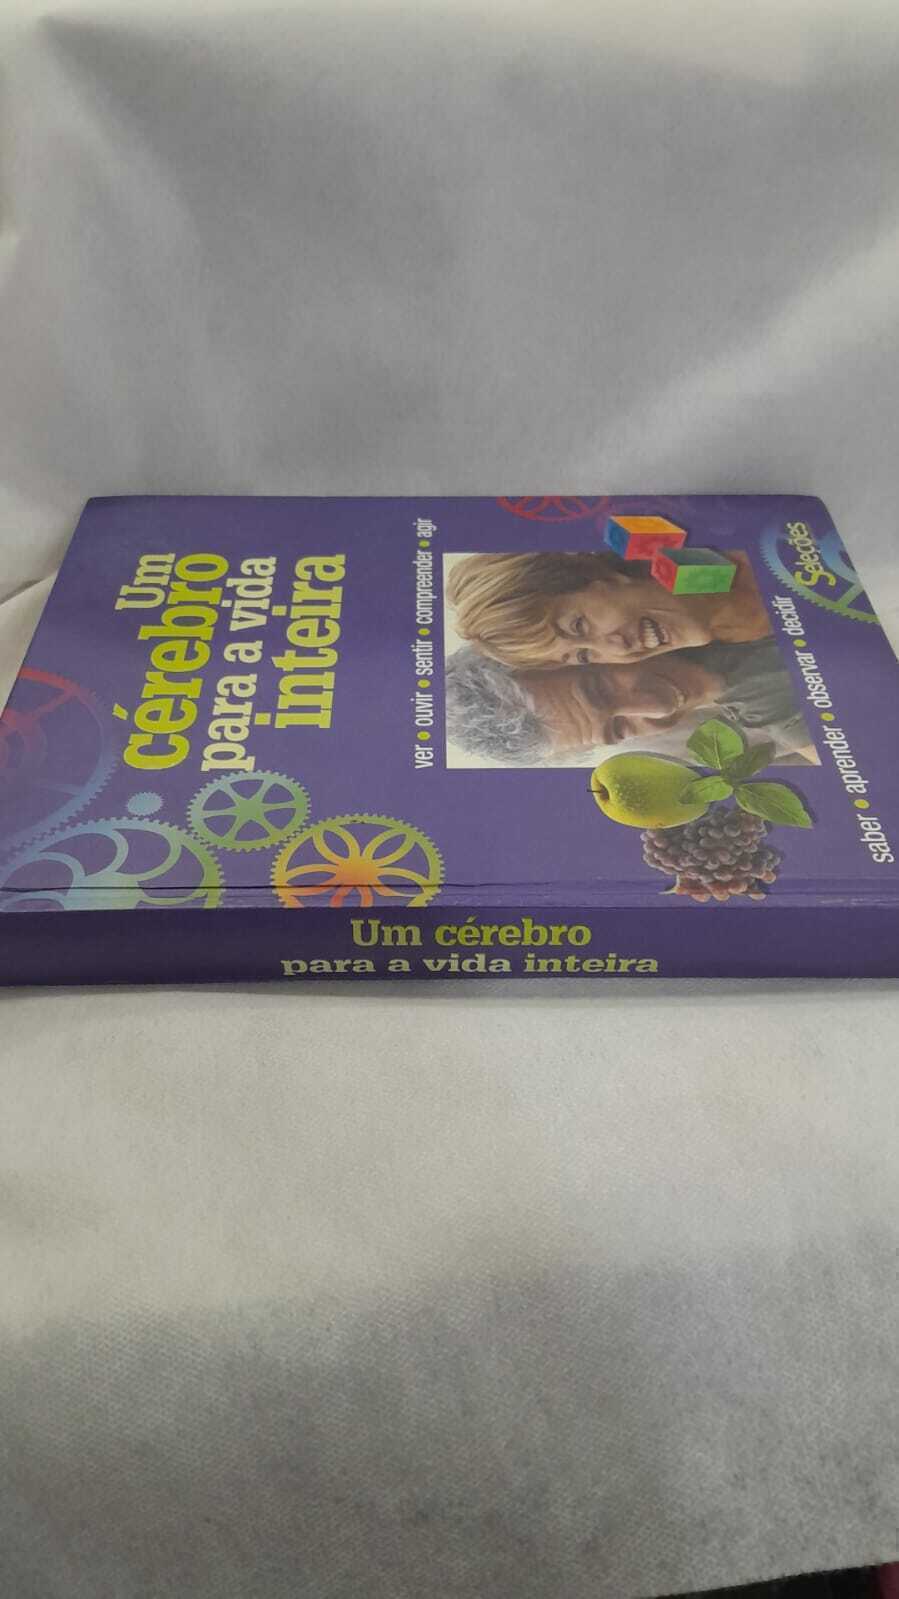 Um
cérebro
para a vida
inteira
ver • ouvir • sentir • compreender • agir
saber • aprender • observar • decidir
Seleções
Um cérebro
para a vida inteira